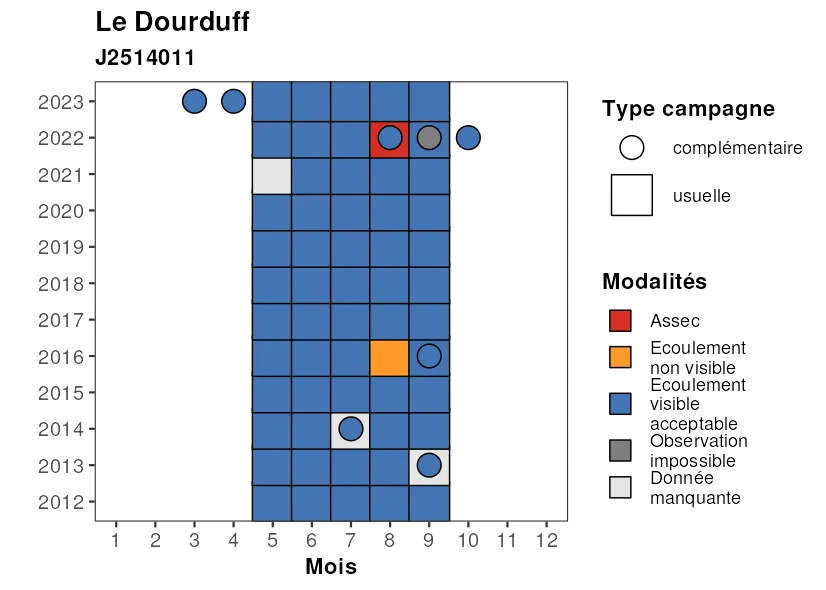 Le Dourduff
J2514011
2023
2022
2021
2020
2019
2018
2017
2016
2015
2014
2013
2012
1 2 3 4 5 6 7 8 9 10 11 12
Mois
Type campagne
complémentaire
usuelle
Modalités
Assec
Ecoulement
non visible
Ecoulement
visible
acceptable
Observation
impossible
Donnée
manquante